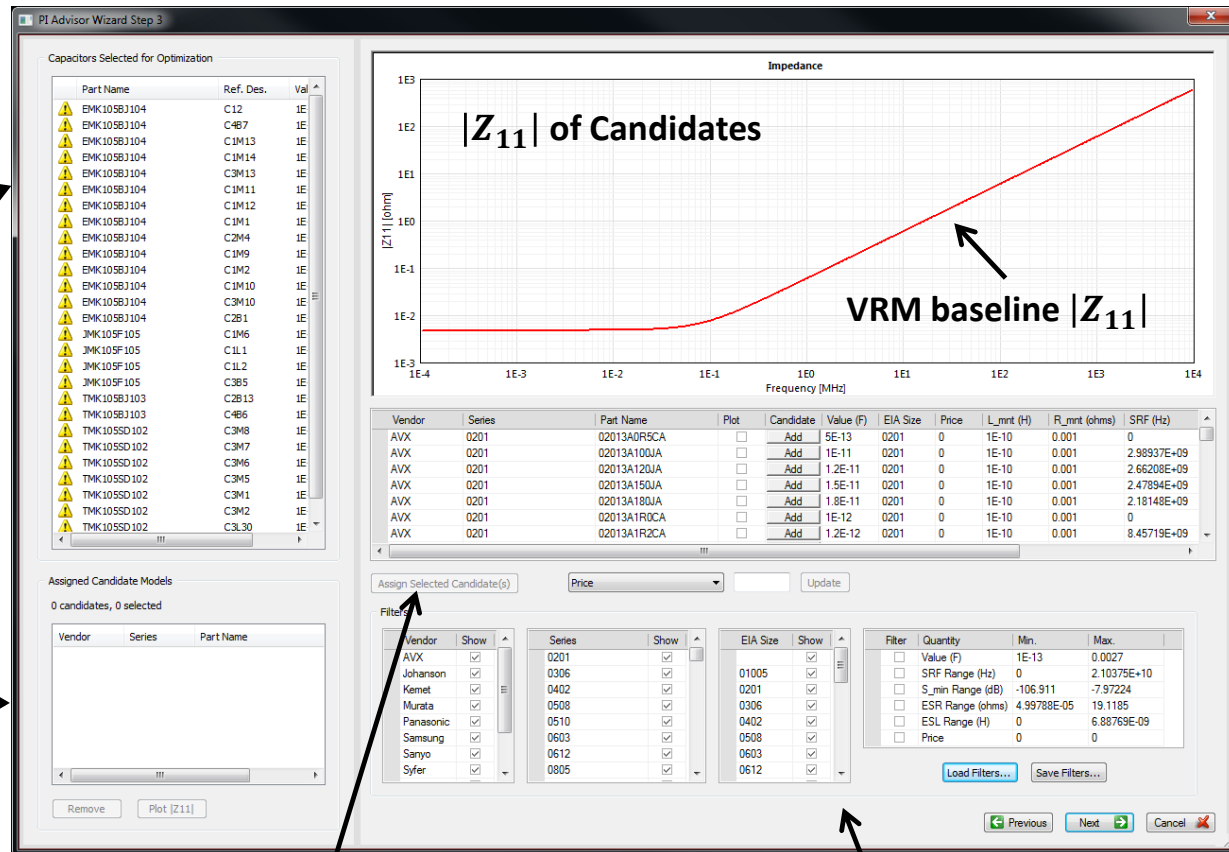 PI Advisor Wizard Step 3
Capacitors Selected for Optimization
Part Name Ref. Des. Val
EMK105BJ104 C12 1E
EMK105BJ104 C4B7 1E
EMK105BJ104 C1M13 1E
EMK105BJ104 C1M14 1E
EMK105BJ104 C3M13 1E
EMK105BJ104 C1M11 1E
EMK105BJ104 C1M12 1E
EMK105BJ104 C1M1 1E
EMK105BJ104 C2M4 1E
EMK105BJ104 C1M9 1E
EMK105BJ104 C1M2 1E
EMK105BJ104 C1M10 1E
EMK105BJ104 C3M10 1E
EMK105BJ104 C2B1 1E
JMK105F105 C1M6 1E
JMK105F105 C1L1 1E
JMK105F105 C1L2 1E
JMK105F105 C3B5 1E
TMK105BJ103 C2B13 1E
TMK105BJ103 C4B6 1E
TMK105SD102 C3M8 1E
TMK105SD102 C3M7 1E
TMK105SD102 C3M6 1E
TMK105SD102 C3M5 1E
TMK105SD102 C3M1 1E
TMK105SD102 C3M2 1E
TMK105SD102 C3L30 1E
Assigned Candidate Models
0 candidates, 0 selected
Vendor Series Part Name
Remove Plot |Z11|
Impedance
|Z11| [ohm]
1E3
1E2
1E1
1E0
1E-1
1E-2
1E-3
|Z₁₁| of Candidates
VRM baseline |Z₁₁|
1E-4 1E-3 1E-2 1E-1 1E0 1E1 1E2 1E3 1E4
Frequency [MHz]
Vendor Series Part Name Plot Candidate Value (F) EIA Size Price L_mnt (H) R_mnt (ohms) SRF (Hz)
AVX 0201 02013A0R5CA Add 5E-13 0201 0 1E-10 0.001 0
AVX 0201 02013A100JA Add 1E-11 0201 0 1E-10 0.001 2.98937E+09
AVX 0201 02013A120JA Add 1.2E-11 0201 0 1E-10 0.001 2.66208E+09
AVX 0201 02013A150JA Add 1.5E-11 0201 0 1E-10 0.001 2.47894E+09
AVX 0201 02013A180JA Add 1.8E-11 0201 0 1E-10 0.001 2.18148E+09
AVX 0201 02013A1R0CA Add 1E-12 0201 0 1E-10 0.001 0
AVX 0201 02013A1R2CA Add 1.2E-12 0201 0 1E-10 0.001 8.45719E+09
Assign Selected Candidate(s) Price Update
Filters
Vendor Show
AVX
Johanson
Kemet
Murata
Panasonic
Samsung
Sanyo
Syfer
Series Show
0201
0306
0402
0508
0510
0603
0612
0805
EIA Size Show
01005
0201
0306
0402
0508
0603
0612
Filter Quantity Min. Max.
Value (F) 1E-13 0.0027
SRF Range (Hz) 0 2.10375E+10
S_min Range (dB) -106.911 -7.97224
ESR Range (ohms) 4.99788E-05 19.1185
ESL Range (H) 0 6.88769E-09
Price 0 0
Load Filters... Save Filters...
Previous Next Cancel